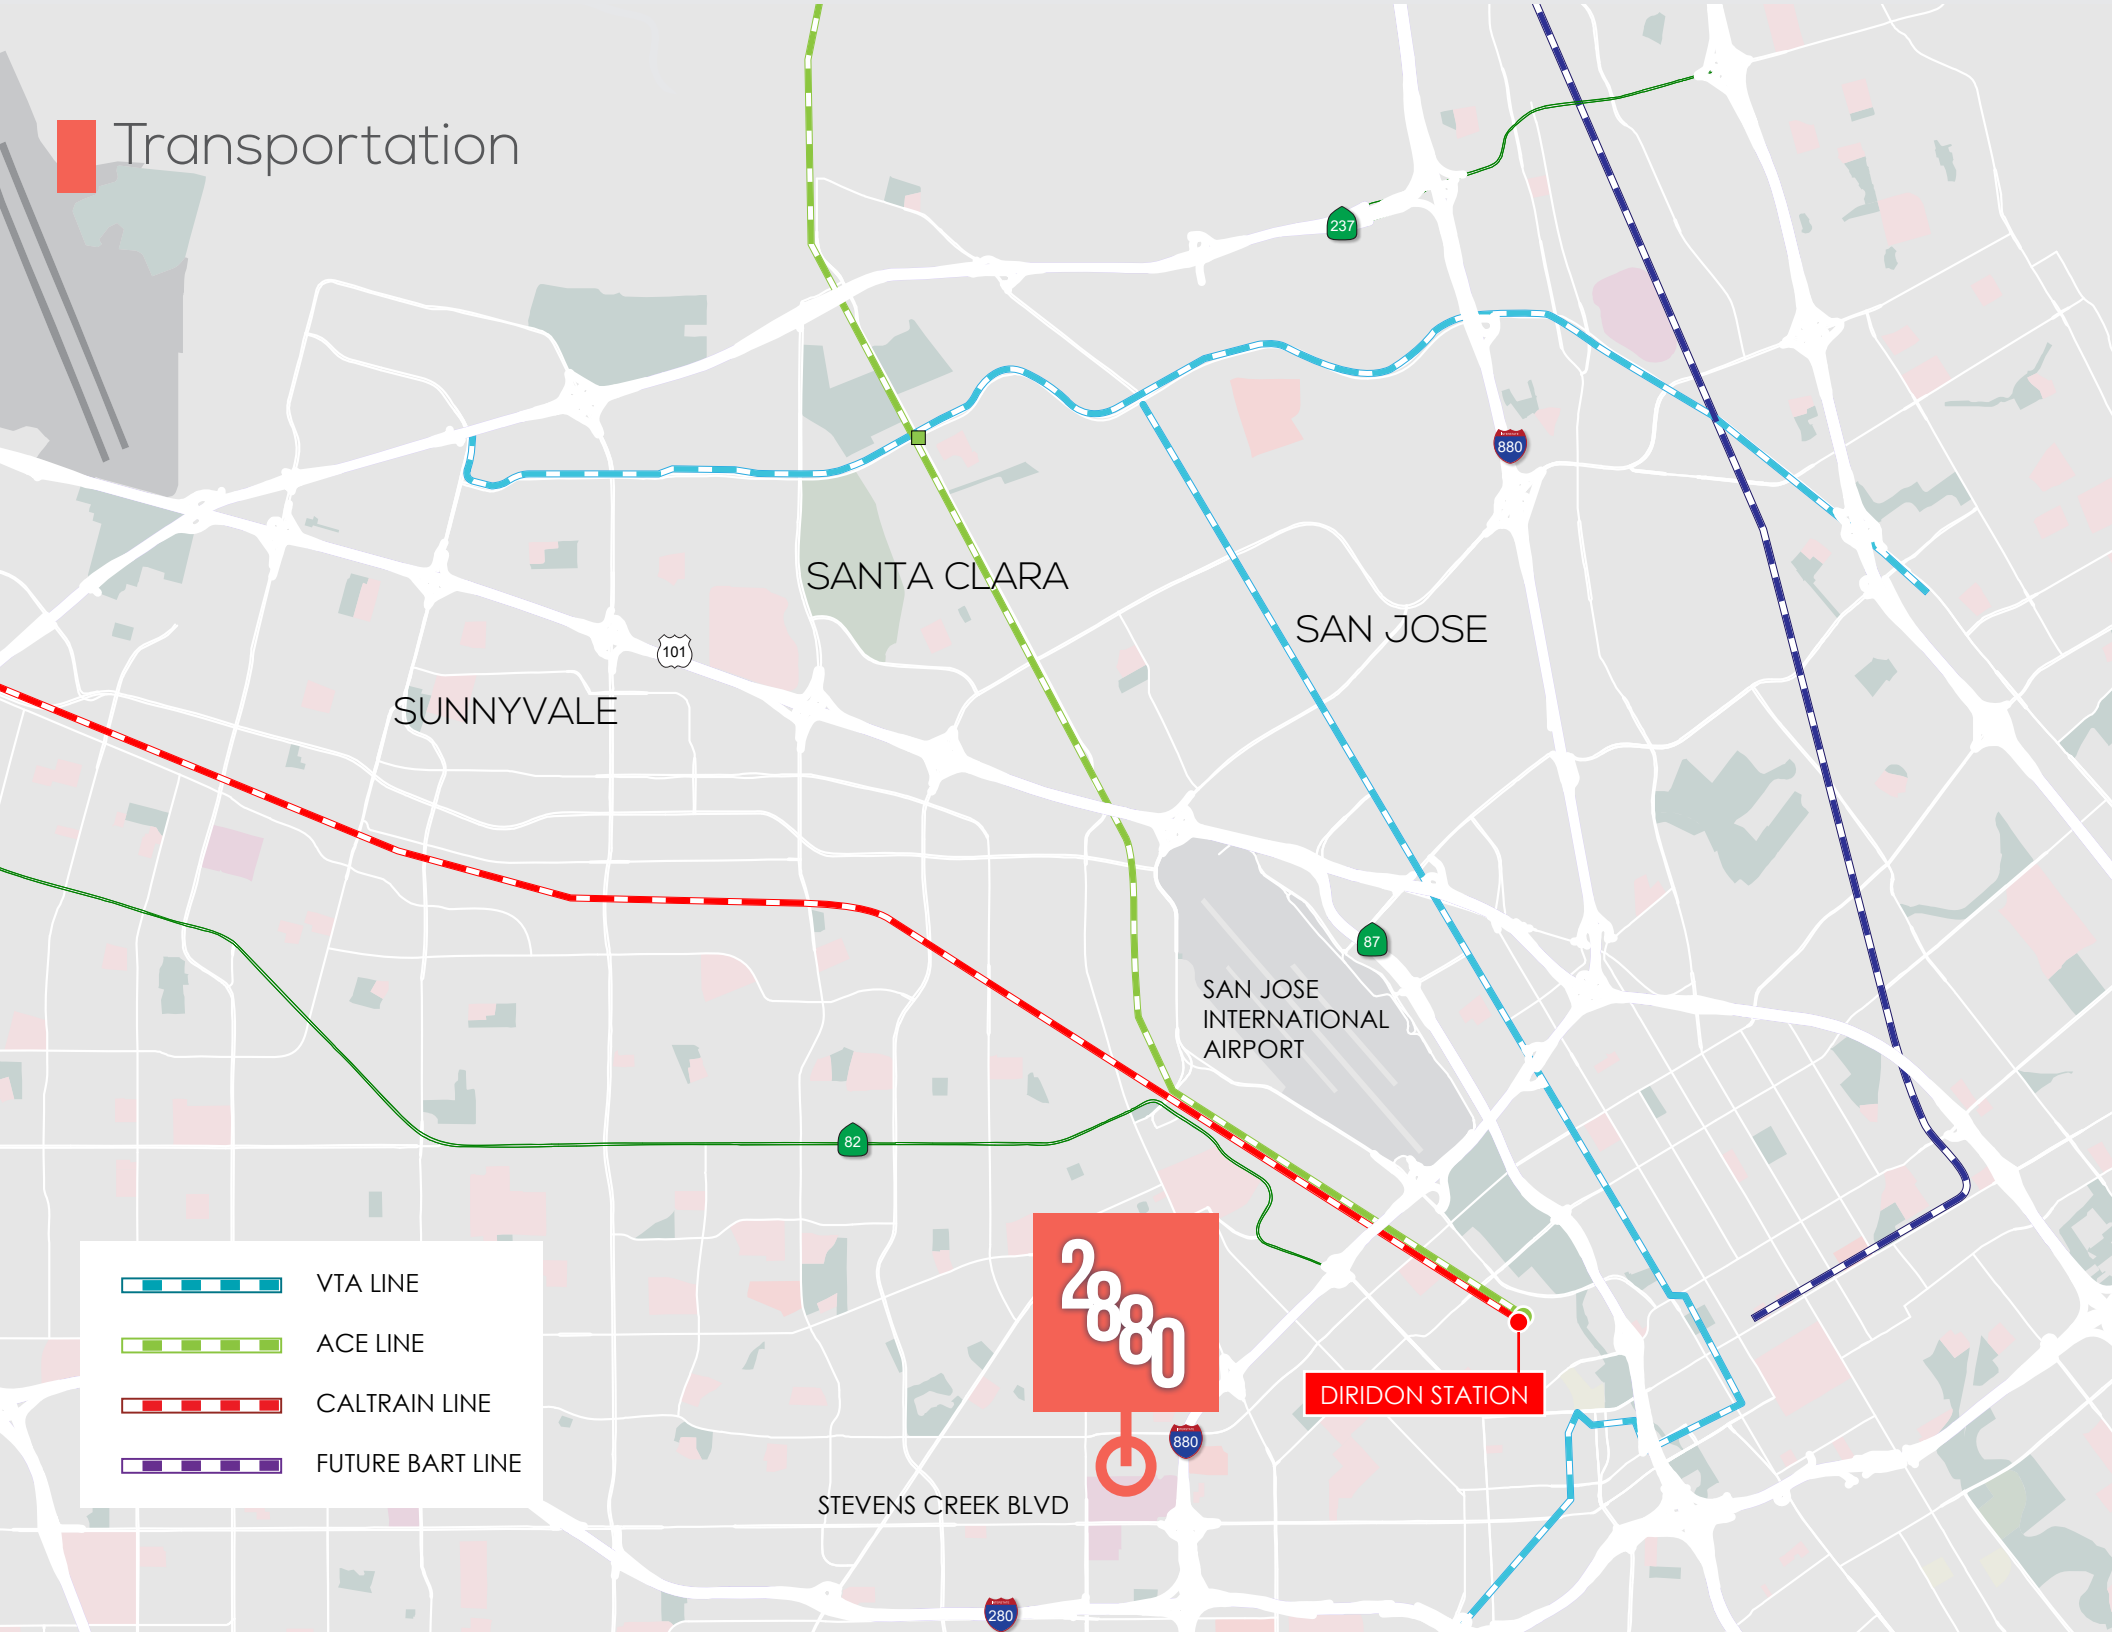 Transportation
237
880
SANTA CLARA
SAN JOSE
101
SUNNYVALE
87
SAN JOSE
INTERNATIONAL
AIRPORT
82
2880
VTA LINE
ACE LINE
CALTRAIN LINE
FUTURE BART LINE
DIRIDON STATION
880
STEVENS CREEK BLVD
280